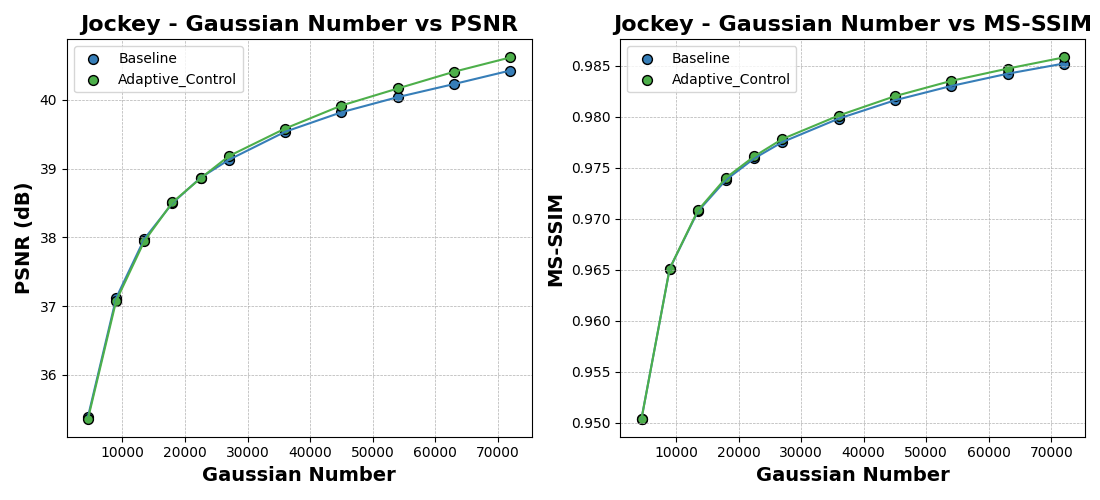 Jockey - Gaussian Number vs PSNR
Baseline
Adaptive_Control
PSNR (dB)
40
39
38
37
36
10000 20000 30000 40000 50000 60000 70000
Gaussian Number
Jockey - Gaussian Number vs MS-SSIM
Baseline
Adaptive_Control
MS-SSIM
0.985
0.980
0.975
0.970
0.965
0.960
0.955
0.950
10000 20000 30000 40000 50000 60000 70000
Gaussian Number